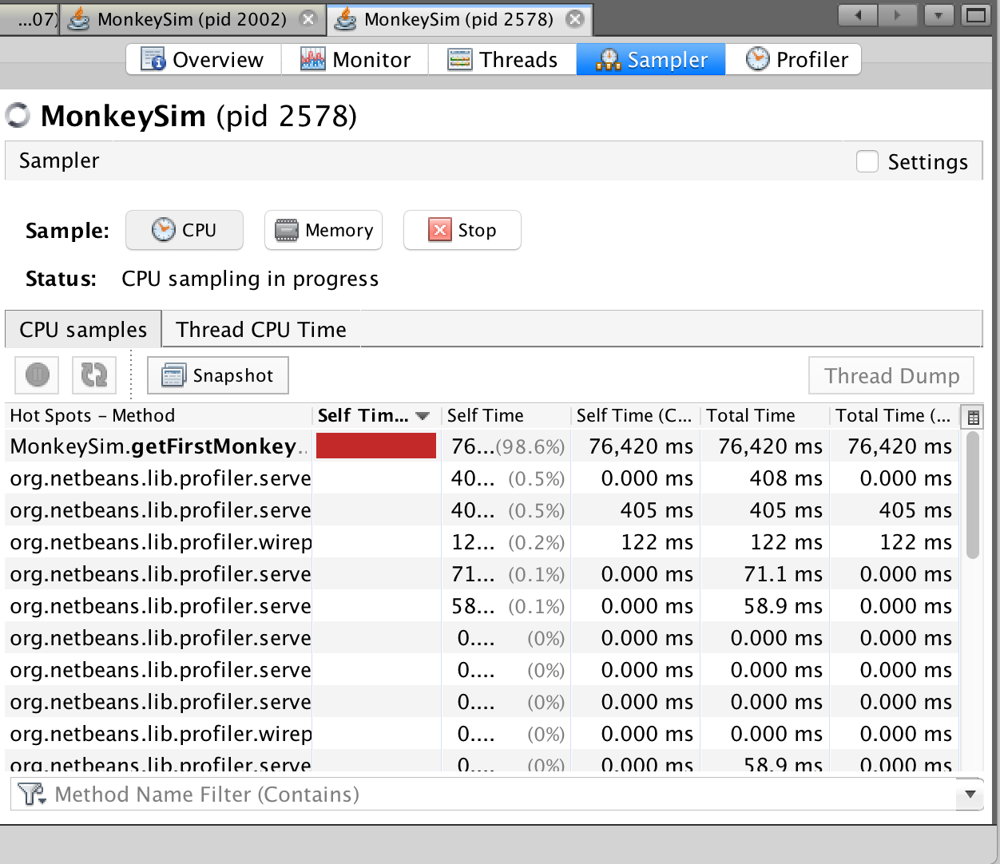 ...07) MonkeySim (pid 2002) MonkeySim (pid 2578)
Overview Monitor Threads Sampler Profiler
MonkeySim (pid 2578)
Sampler Settings
Sample: CPU Memory Stop
Status: CPU sampling in progress
CPU samples Thread CPU Time
Snapshot Thread Dump
Hot Spots – Method Self Tim... Self Time Self Time (C... Total Time Total Time (...
MonkeySim.getFirstMonkey.. 76...(98.6%) 76,420 ms 76,420 ms 76,420 ms
org.netbeans.lib.profiler.serve 40... (0.5%) 0.000 ms 408 ms 0.000 ms
org.netbeans.lib.profiler.serve 40... (0.5%) 405 ms 405 ms 405 ms
org.netbeans.lib.profiler.wirep 12... (0.2%) 122 ms 122 ms 122 ms
org.netbeans.lib.profiler.serve 71... (0.1%) 0.000 ms 71.1 ms 0.000 ms
org.netbeans.lib.profiler.serve 58... (0.1%) 0.000 ms 58.9 ms 0.000 ms
org.netbeans.lib.profiler.serve 0.... (0%) 0.000 ms 0.000 ms 0.000 ms
org.netbeans.lib.profiler.serve 0.... (0%) 0.000 ms 0.000 ms 0.000 ms
org.netbeans.lib.profiler.serve 0.... (0%) 0.000 ms 0.000 ms 0.000 ms
org.netbeans.lib.profiler.wirep 0.... (0%) 0.000 ms 0.000 ms 0.000 ms
org.netbeans.lib.profiler.serve 0.... (0%) 0.000 ms 58.9 ms 0.000 ms
Method Name Filter (Contains)